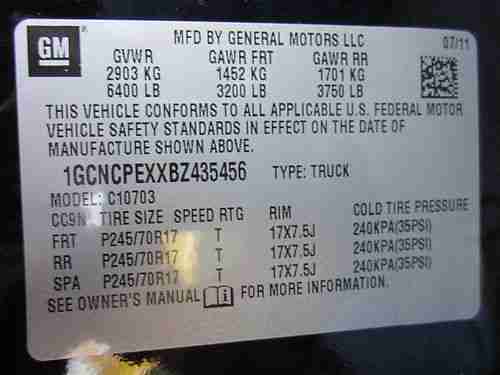 GM
MFD BY GENERAL MOTORS LLC 07/11
GVWR GAWR FRT GAWR RR
2903 KG 1452 KG 1701 KG
6400 LB 3200 LB 3750 LB
THIS VEHICLE CONFORMS TO ALL APPLICABLE U.S. FEDERAL MOTOR
VEHICLE SAFETY STANDARDS IN EFFECT ON THE DATE OF
MANUFACTURE SHOWN ABOVE.
1GCNCPEXXBZ435456 TYPE: TRUCK
MODEL: C10703
CC9N TIRE SIZE SPEED RTG RIM COLD TIRE PRESSURE
FRT P245/70R17 T 17X7.5J 240KPA(35PSI)
RR P245/70R17 T 17X7.5J 240KPA(35PSI)
SPA P245/70R17 T 17X7.5J 240KPA(35PSI)
SEE OWNER'S MANUAL FOR MORE INFORMATION.